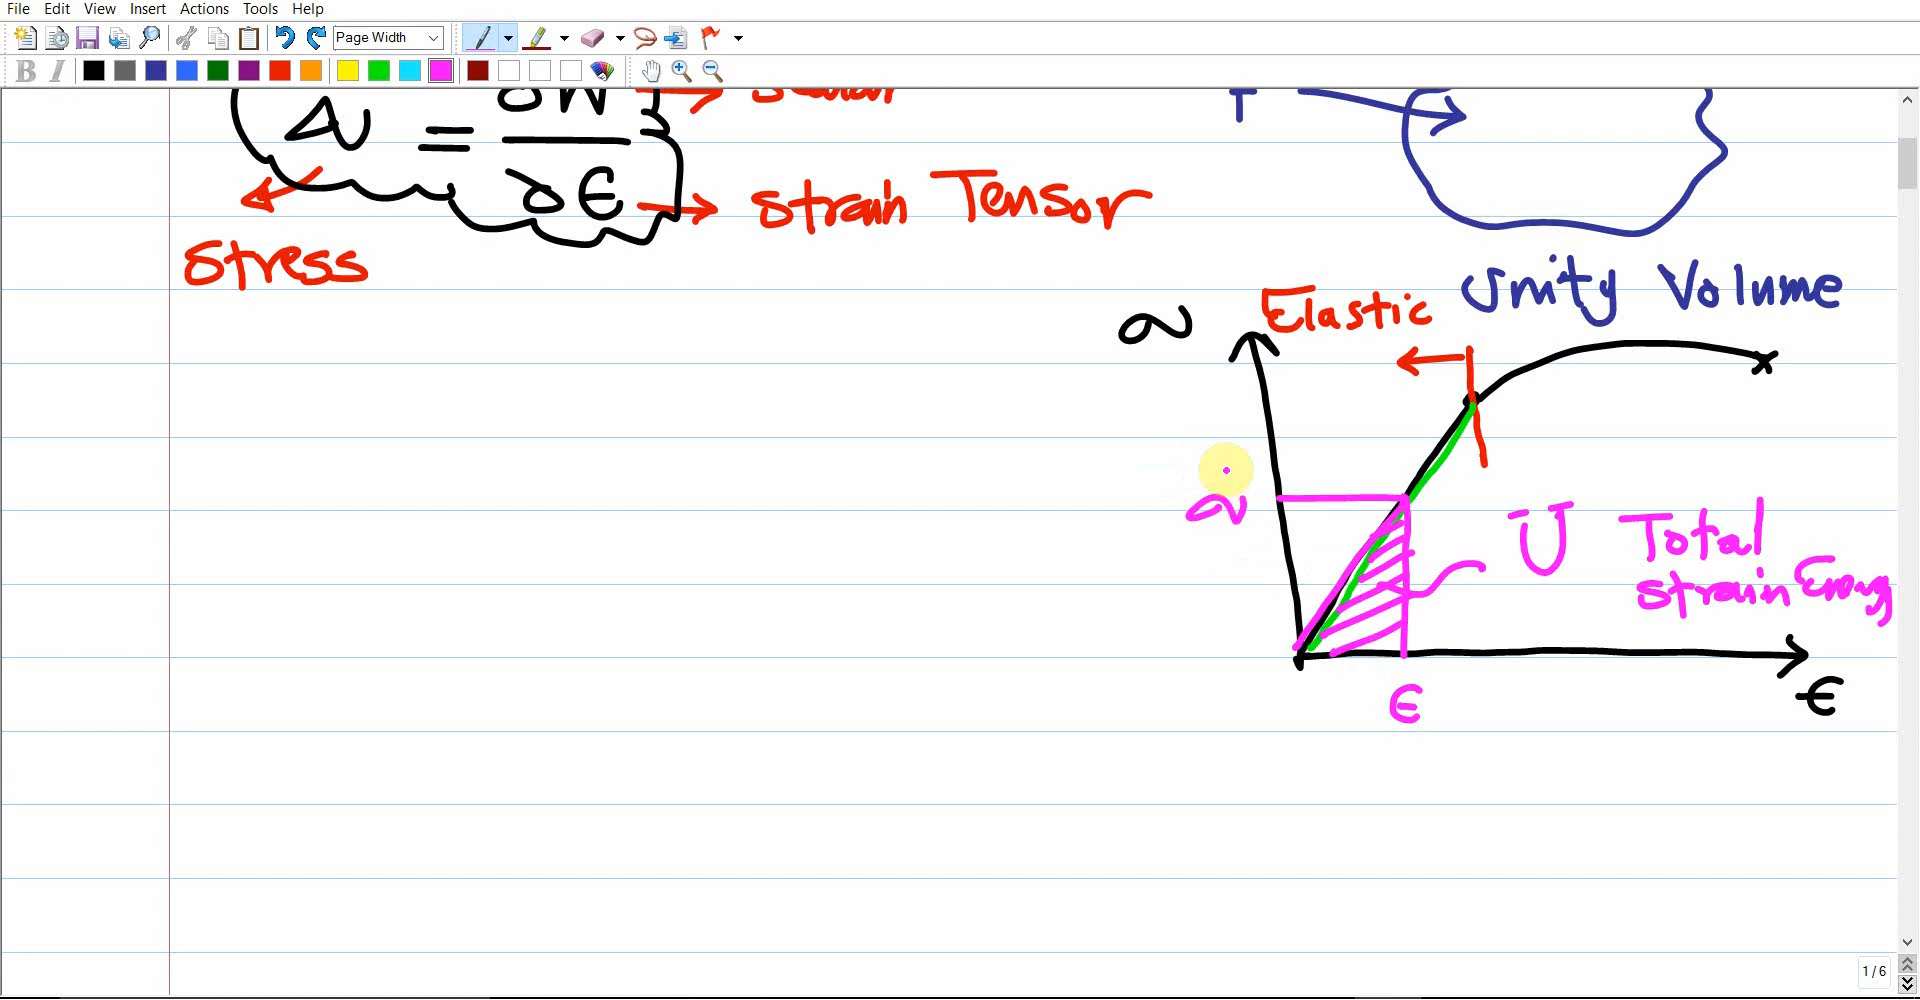 File Edit View Insert Actions Tools Help
Page Width
B I
σ = ∂W
∂ϵ
Strain Tensor
Stress
Unity Volume
Elastic
σ
σ
U Total
strain Energy
ϵ
ϵ
1 / 6